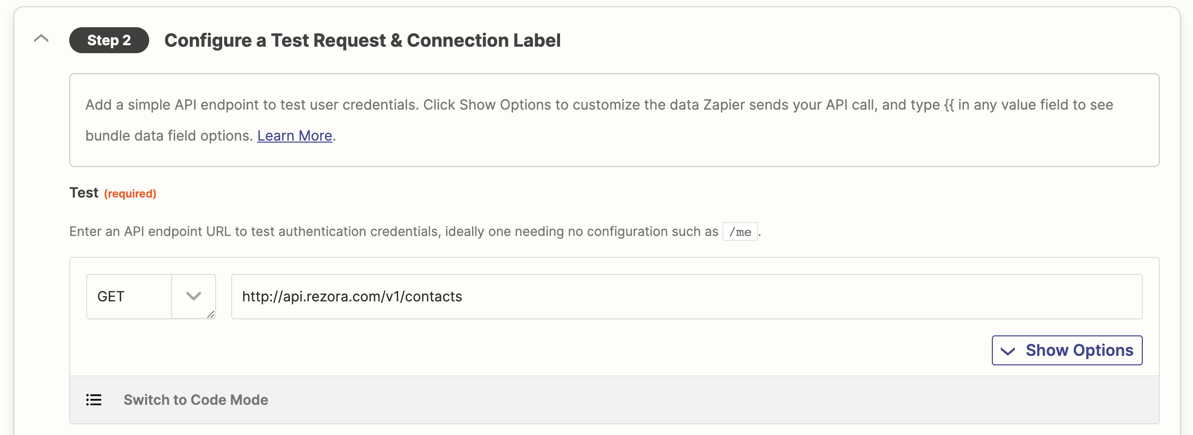 Step 2 Configure a Test Request & Connection Label
Add a simple API endpoint to test user credentials. Click Show Options to customize the data Zapier sends your API call, and type {{ in any value field to see
bundle data field options. Learn More.
Test (required)
Enter an API endpoint URL to test authentication credentials, ideally one needing no configuration such as /me.
GET http://api.rezora.com/v1/contacts
Show Options
Switch to Code Mode